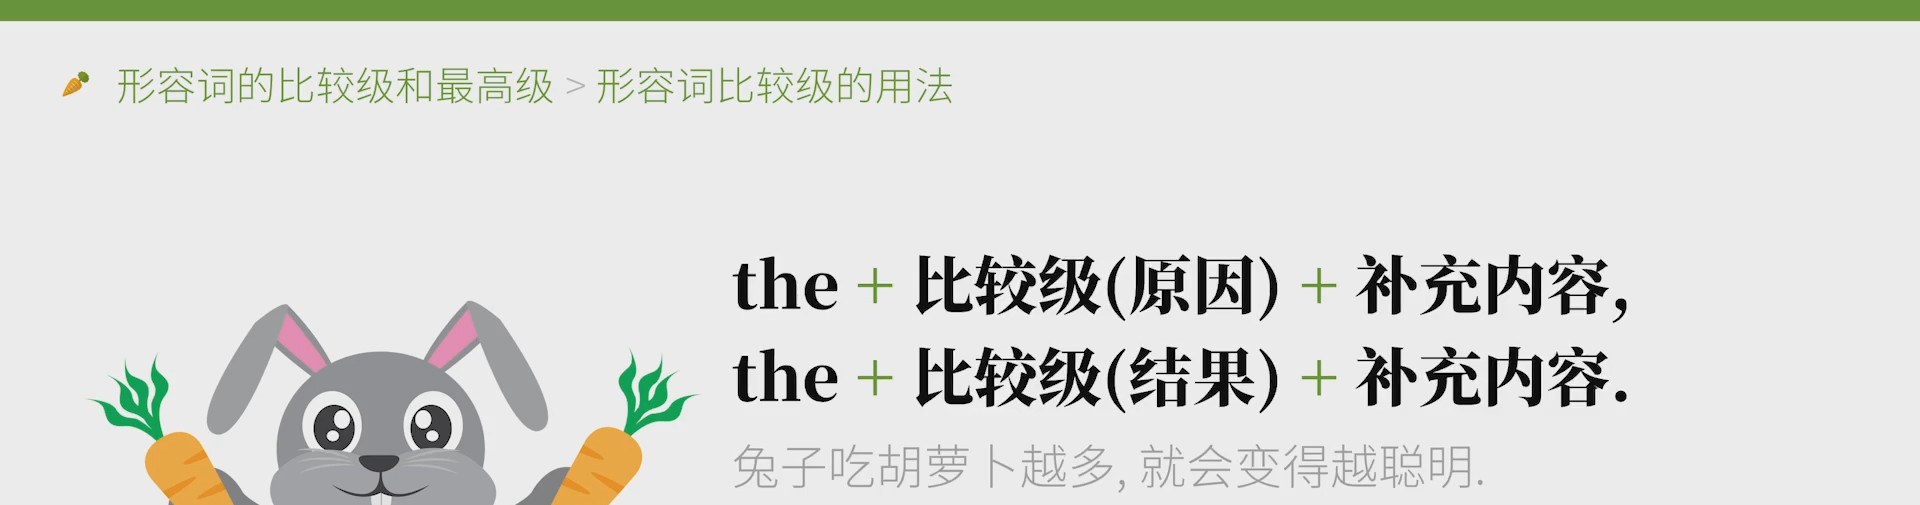 形容词的比较级和最高级 > 形容词比较级的用法
the + 比较级(原因) + 补充内容,
the + 比较级(结果) + 补充内容.
兔子吃胡萝卜越多, 就会变得越聪明.